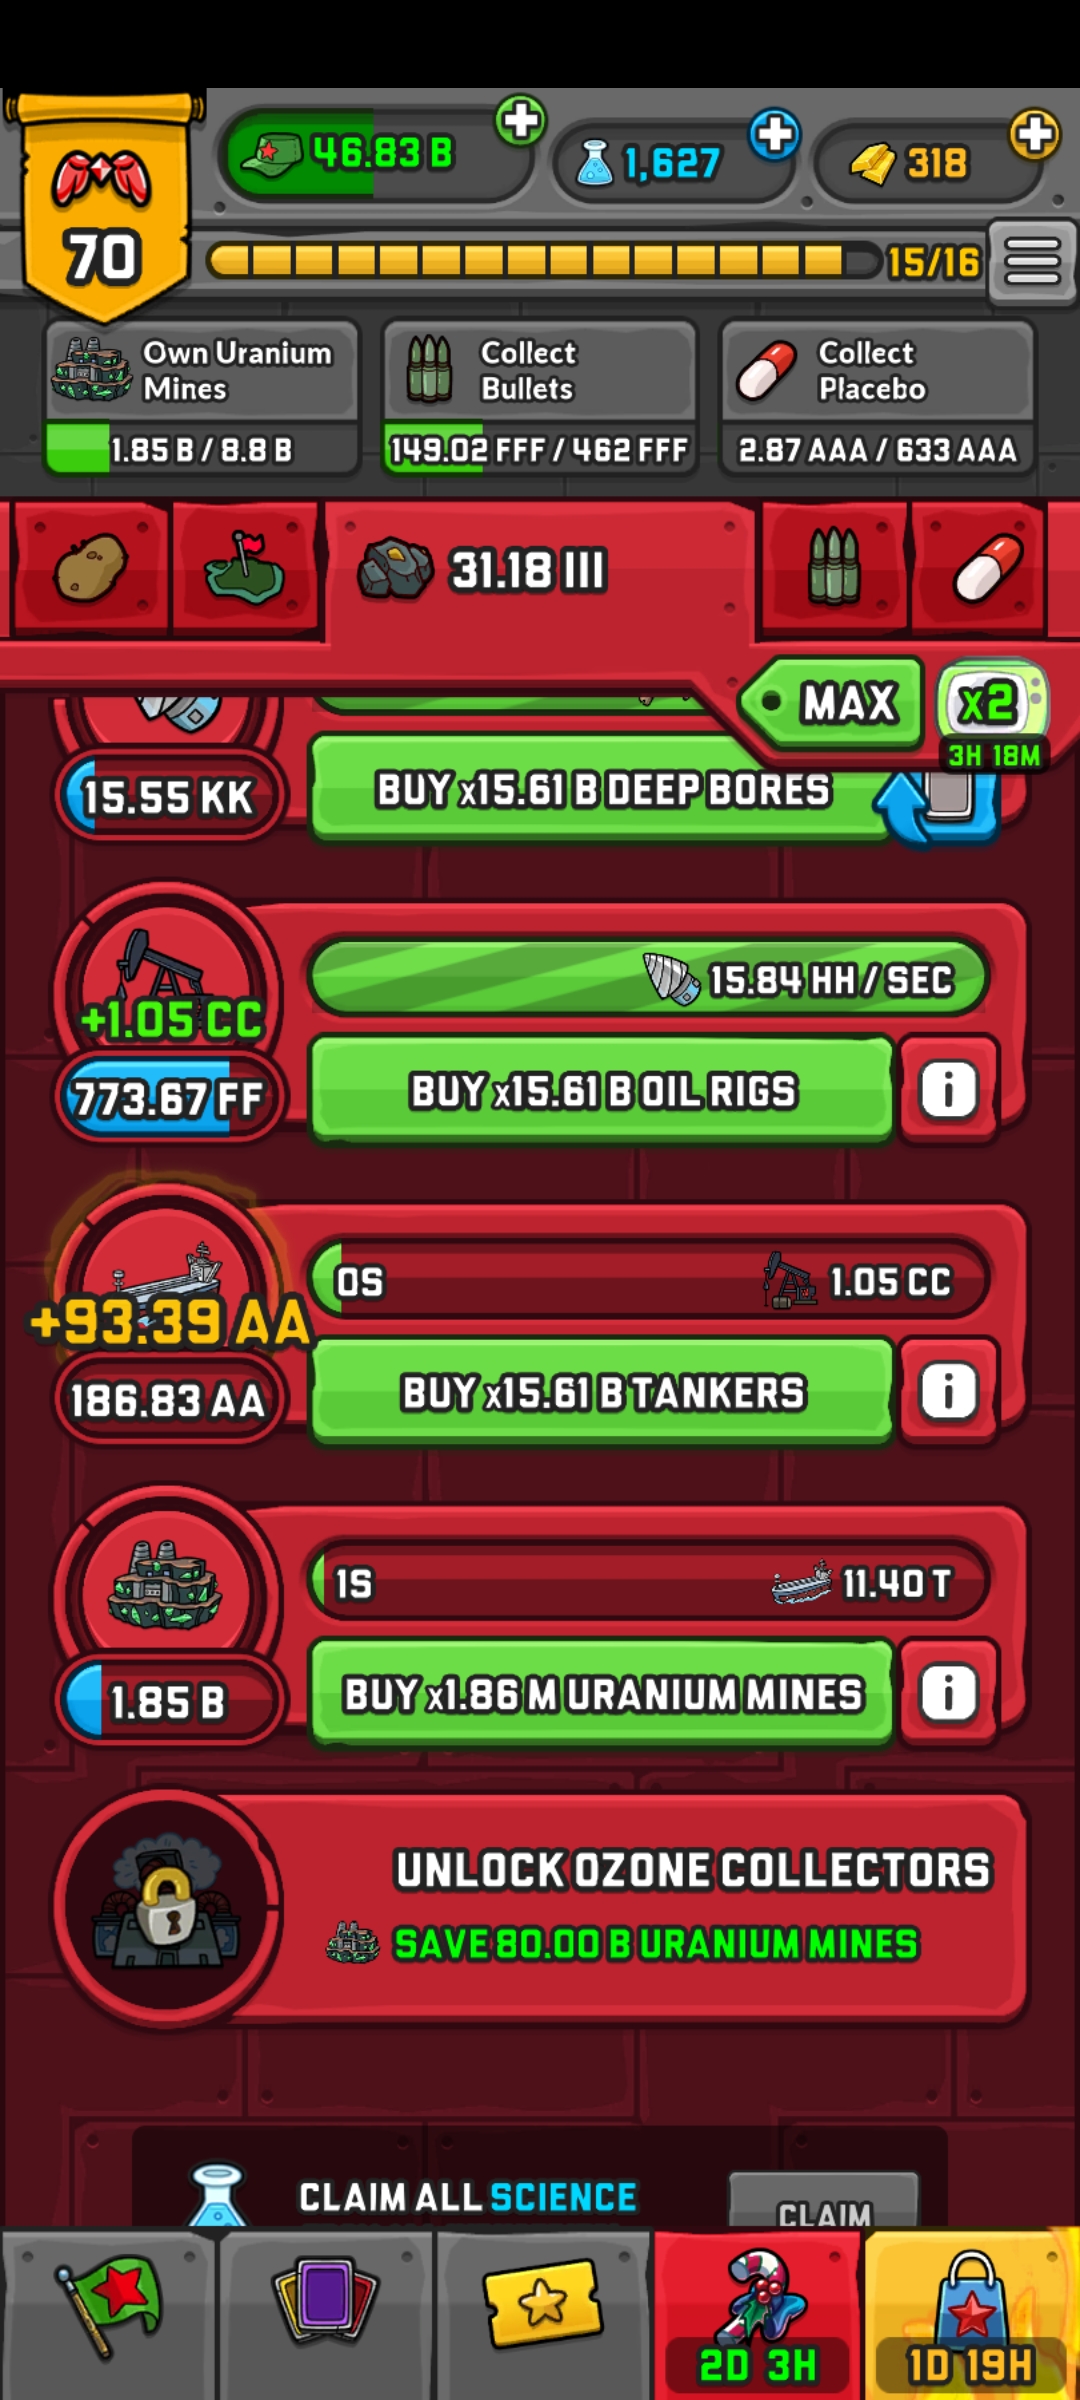 46.83 B
1,627
318
70
15/16
Own Uranium
Mines
1.85 B / 8.8 B
Collect
Bullets
149.02 FFF / 462 FFF
Collect
Placebo
2.87 AAA / 633 AAA
31.18 III
MAX
x2
3H 18M
15.55 KK
BUY x15.61 B DEEP BORES
+1.05 CC
773.67 FF
15.84 HH / SEC
BUY x15.61 B OIL RIGS
i
+93.39 AA
186.83 AA
0S
1.05 CC
BUY x15.61 B TANKERS
i
1S
11.40 T
1.85 B
BUY x1.86 M URANIUM MINES
i
UNLOCK OZONE COLLECTORS
SAVE 80.00 B URANIUM MINES
CLAIM ALL SCIENCE
CLAIM
2D 3H
1D 19H